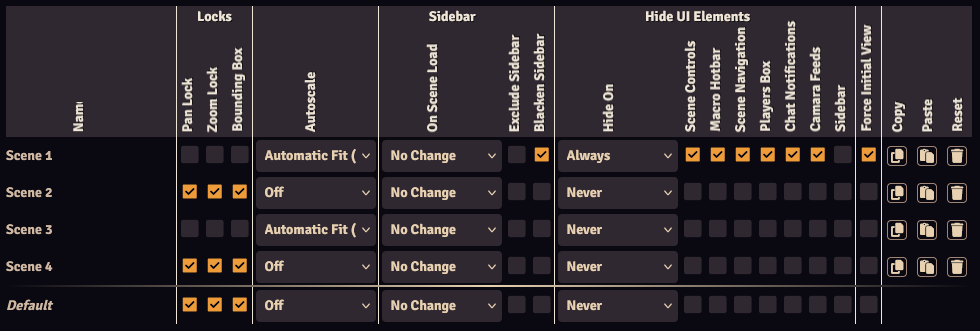 Locks
Sidebar
Hide UI Elements
Name
Pan Lock
Zoom Lock
Bounding Box
Autoscale
On Scene Load
Exclude Sidebar
Blacken Sidebar
Hide On
Scene Controls
Macro Hotbar
Scene Navigation
Players Box
Chat Notifications
Camara Feeds
Sidebar
Force Initial View
Copy
Paste
Reset
Scene 1 Automatic Fit ( No Change Always
Scene 2 Off No Change Never
Scene 3 Automatic Fit ( No Change Never
Scene 4 Off No Change Never
Default Off No Change Never